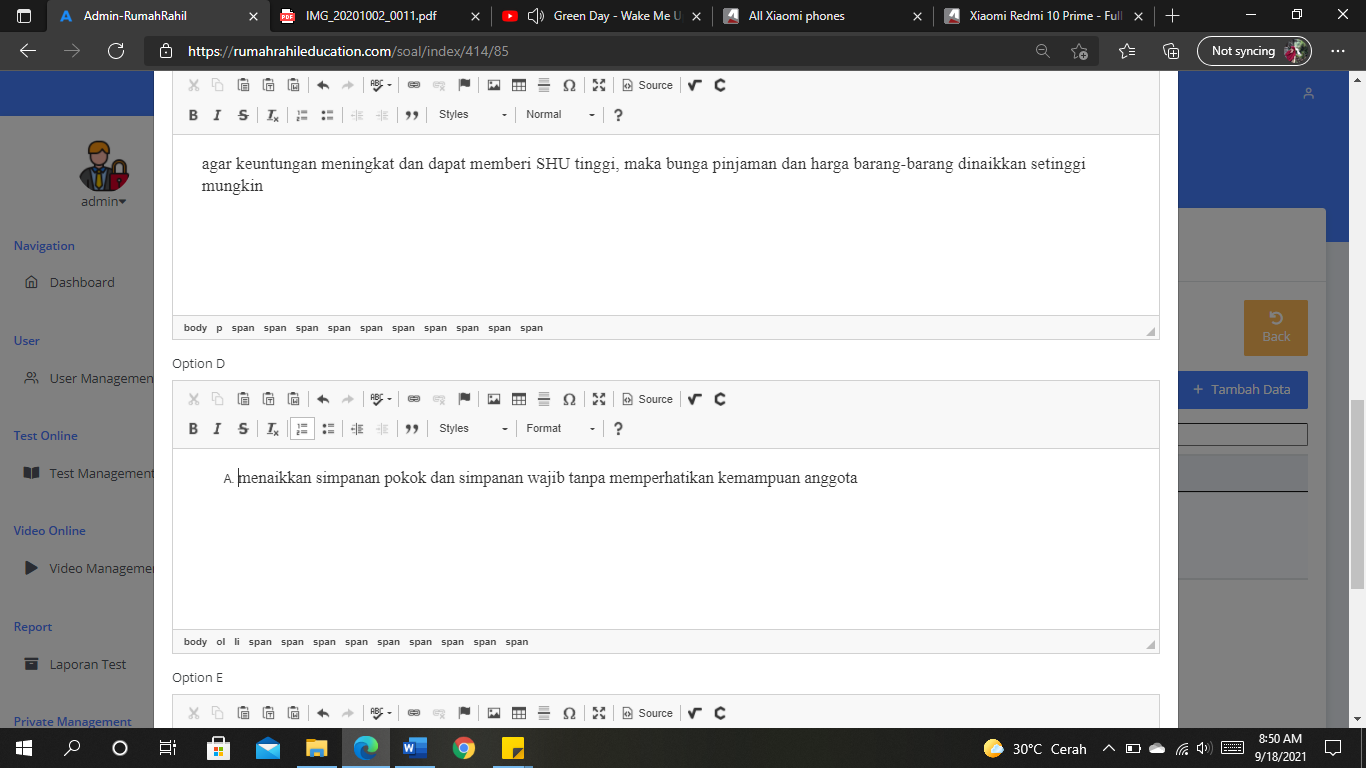 Admin-RumahRahil
IMG_20201002_0011.pdf
Green Day - Wake Me U
All Xiaomi phones
Xiaomi Redmi 10 Prime - Full
https://rumahrahileducation.com/soal/index/414/85
Not syncing
admin
Navigation
Dashboard
User
User Managemen
Test Online
Test Management
Video Online
Video Manageme
Report
Laporan Test
Private Management
Source
Styles
Normal
agar keuntungan meningkat dan dapat memberi SHU tinggi, maka bunga pinjaman dan harga barang-barang dinaikkan setinggi
mungkin
body p span span span span span span span span span span
Option D
Source
Styles
Format
A. menaikkan simpanan pokok dan simpanan wajib tanpa memperhatikan kemampuan anggota
body ol li span span span span span span span span span
Option E
Source
Back
+ Tambah Data
30°C Cerah
8:50 AM
9/18/2021